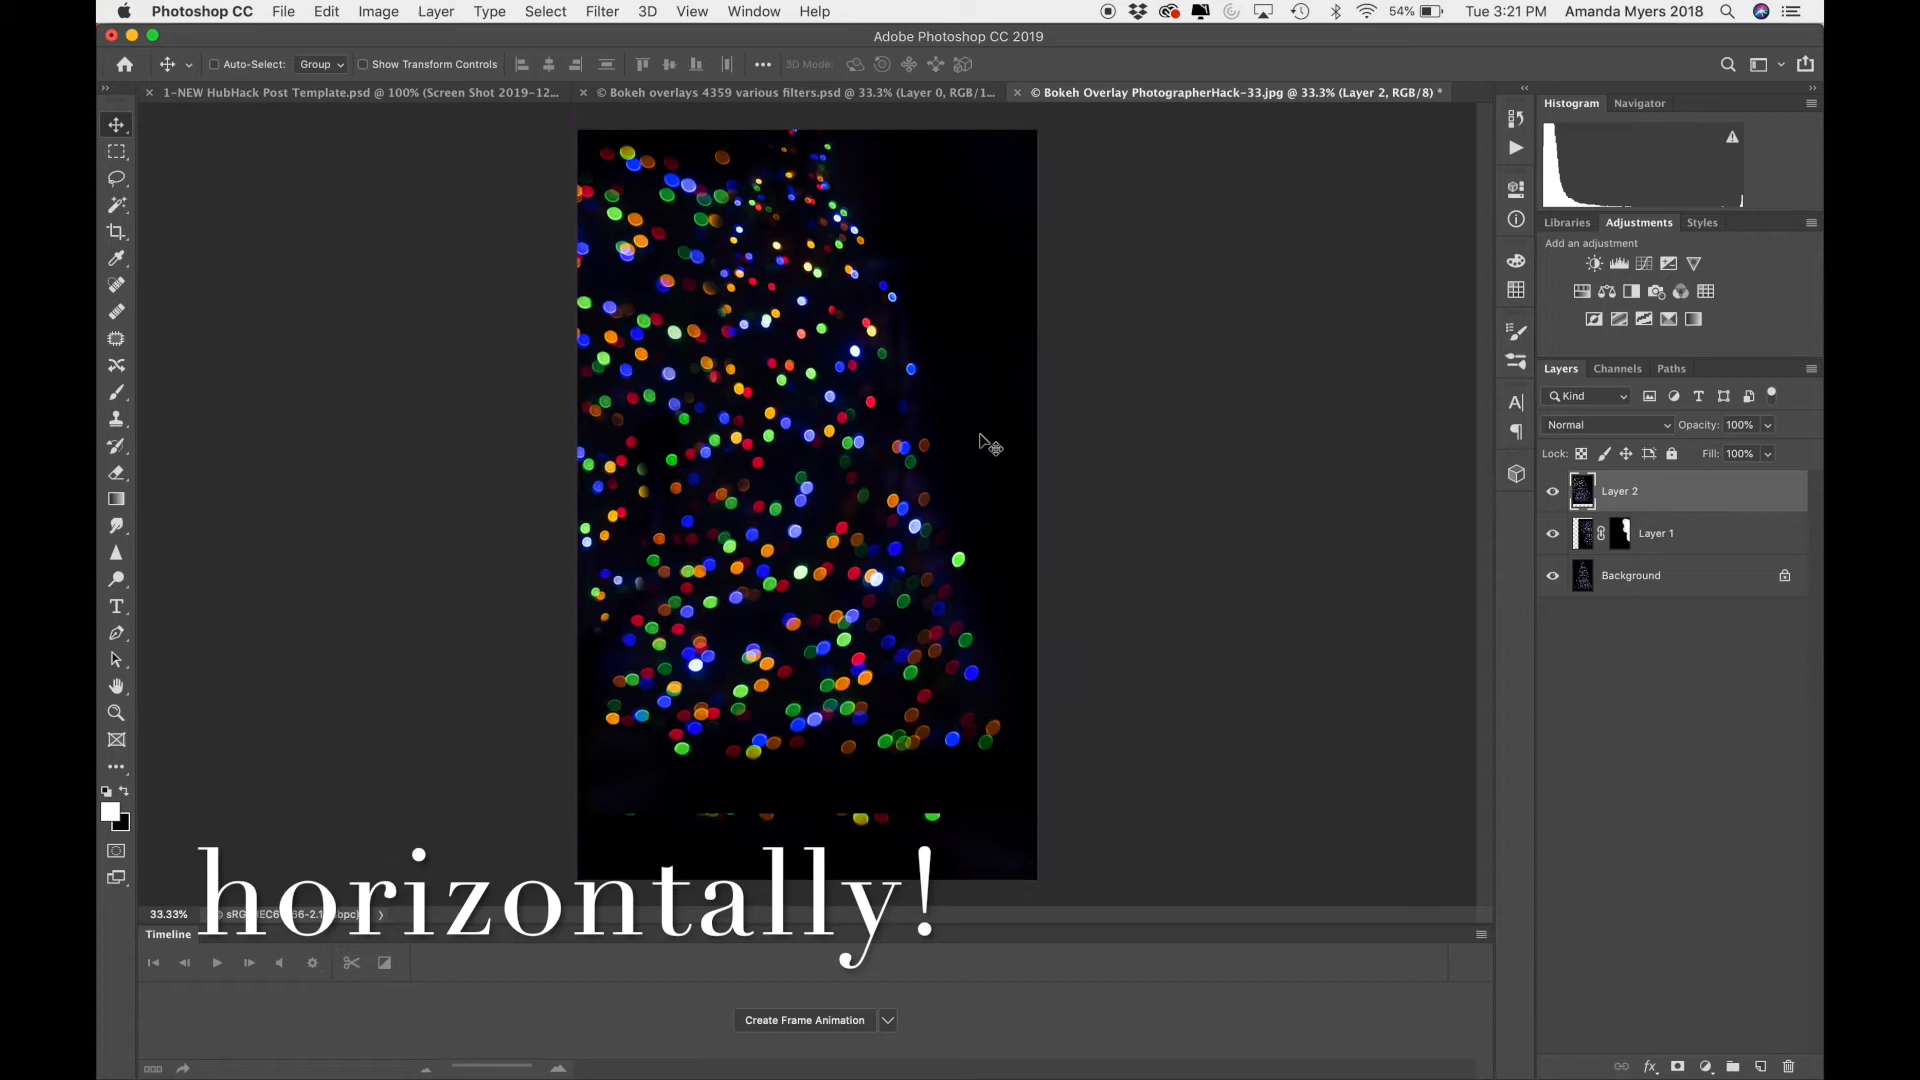 Photoshop CC File Edit Image Layer Type Select Filter 3D View Window Help 54% Tue 3:21 PM Amanda Myers 2018
Adobe Photoshop CC 2019
Auto-Select: Group Show Transform Controls 3D Mode:
1-NEW HubHack Post Template.psd @ 100% (Screen Shot 2019-12... © Bokeh overlays 4359 various filters.psd @ 33.3% (Layer 0, RGB/1... © Bokeh Overlay PhotographerHack-33.jpg @ 33.3% (Layer 2, RGB/8) *
Histogram Navigator
Libraries Adjustments Styles
Add an adjustment
Layers Channels Paths
Kind
Normal Opacity: 100%
Lock: Fill: 100%
Layer 2
Layer 1
Background
horizontally!
33.33%
Timeline
Create Frame Animation